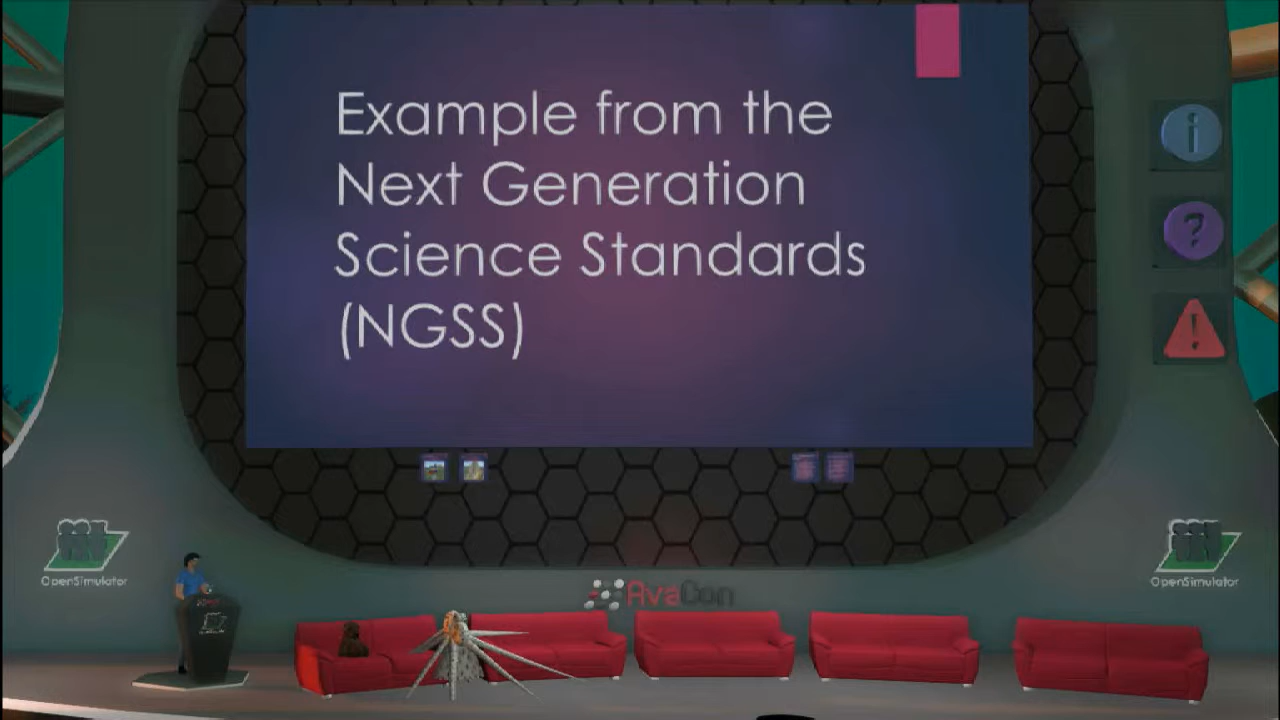 Example from the
Next Generation
Science Standards
(NGSS)
i
?
!
OpenSimulator
OpenSimulator
AvaCon